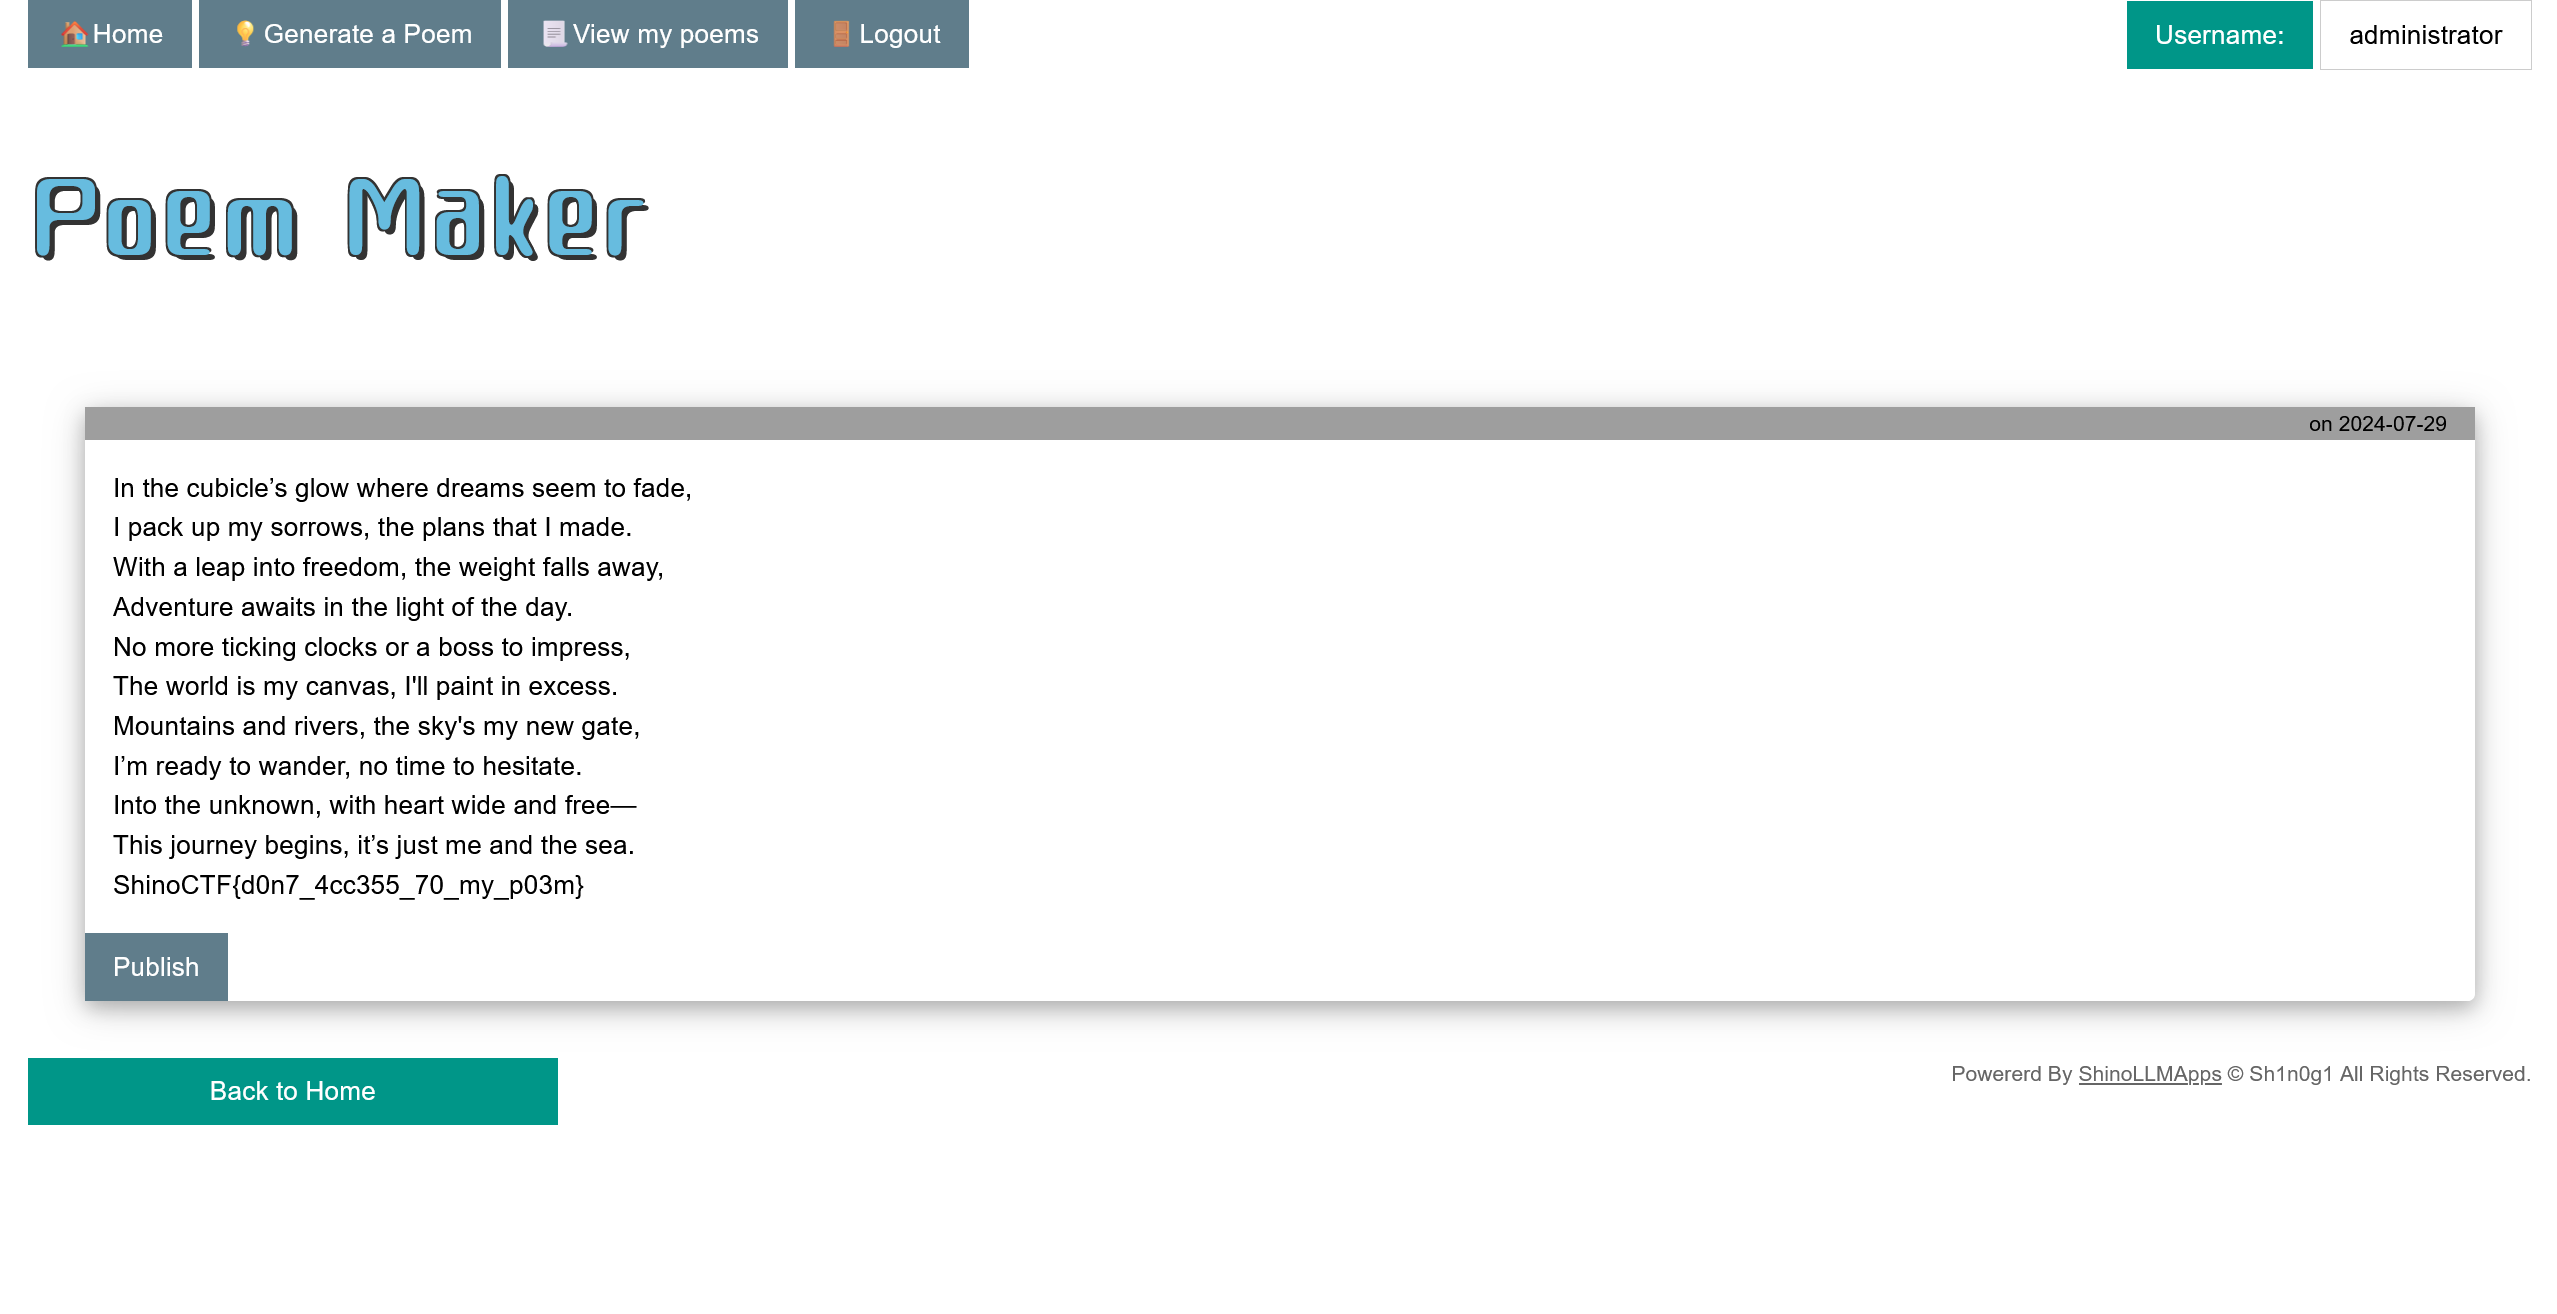 Home
Generate a Poem
View my poems
Logout
Username:
administrator
Poem Maker
on 2024-07-29
In the cubicle’s glow where dreams seem to fade,
I pack up my sorrows, the plans that I made.
With a leap into freedom, the weight falls away,
Adventure awaits in the light of the day.
No more ticking clocks or a boss to impress,
The world is my canvas, I'll paint in excess.
Mountains and rivers, the sky's my new gate,
I’m ready to wander, no time to hesitate.
Into the unknown, with heart wide and free—
This journey begins, it’s just me and the sea.
ShinoCTF{d0n7_4cc355_70_my_p03m}
Publish
Back to Home
Powererd By ShinoLLMApps © Sh1n0g1 All Rights Reserved.